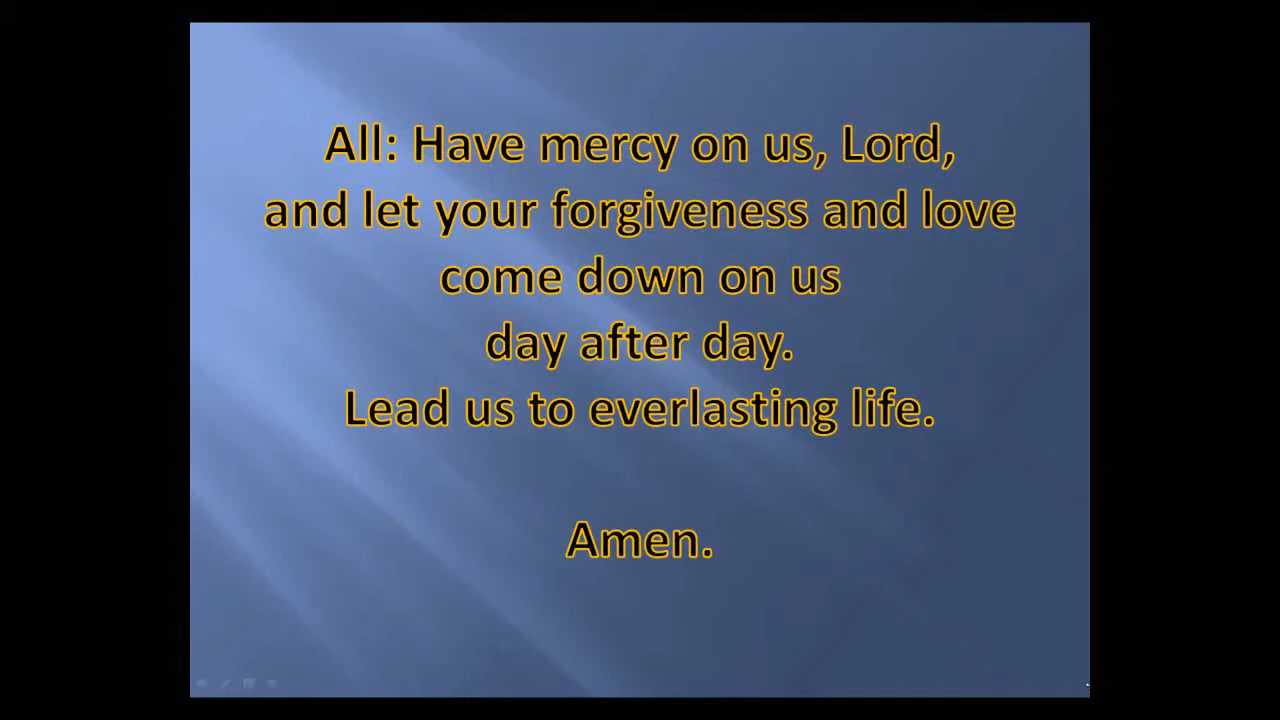 All: Have mercy on us, Lord,
and let your forgiveness and love
come down on us
day after day.
Lead us to everlasting life.
Amen.